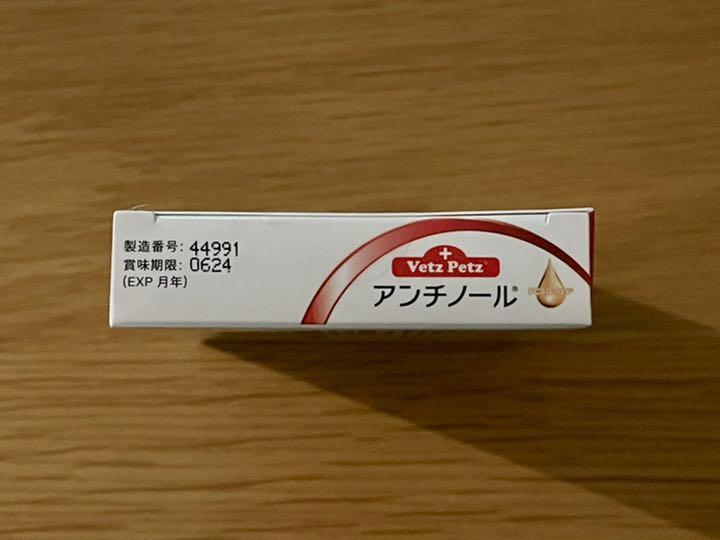 製造番号: 44991
賞味期限: 0624
(EXP 月年)
Vetz Petz®
アンチノール®